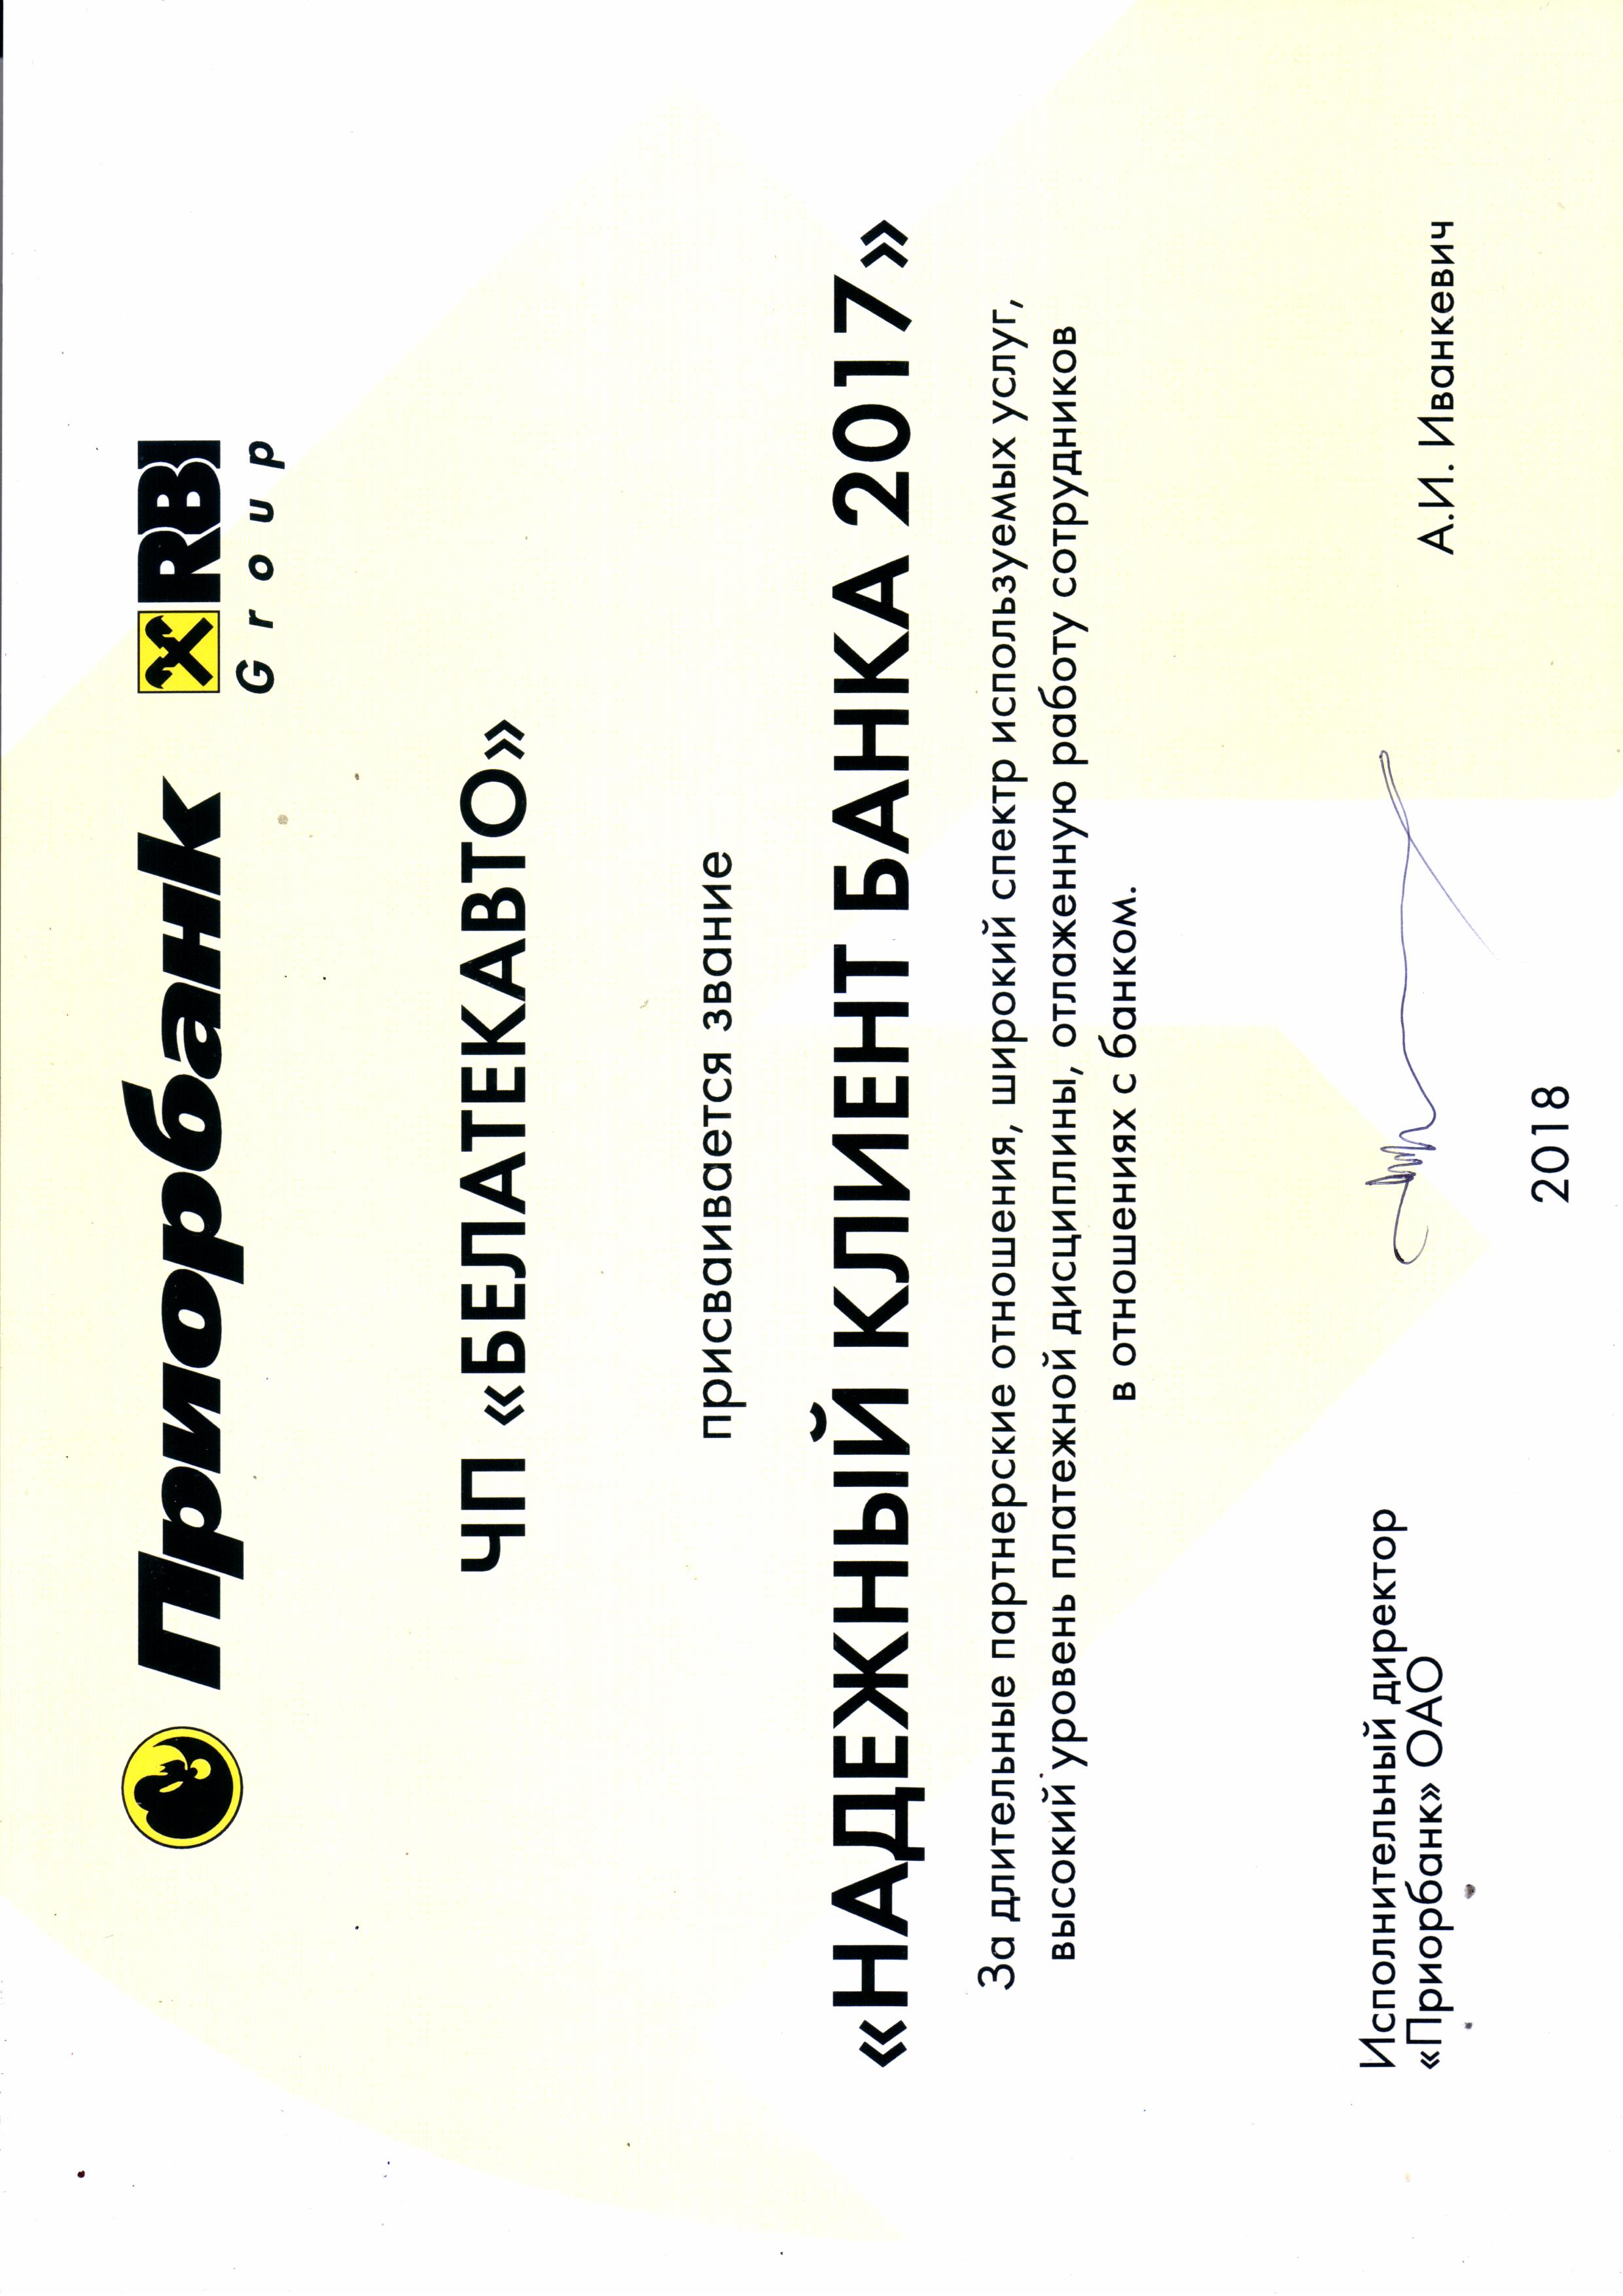 Приорбанк RBI
Group
ЧП «БЕЛАТЕКАВТО»
присваивается звание
«НАДЕЖНЫЙ КЛИЕНТ БАНКА 2017»
За длительные партнерские отношения, широкий спектр используемых услуг,
высокий уровень платежной дисциплины, отлаженную работу сотрудников
в отношениях с банком.
Исполнительный директор
«Приорбанк» ОАО
А.И. Иванкевич
2018